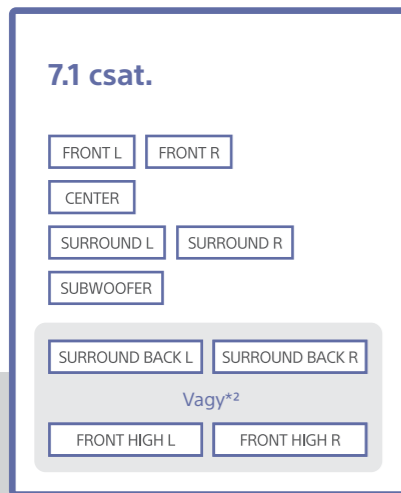 7.1 csat.
FRONT L FRONT R
CENTER
SURROUND L SURROUND R
SUBWOOFER
SURROUND BACK L SURROUND BACK R
Vagy*²
FRONT HIGH L FRONT HIGH R